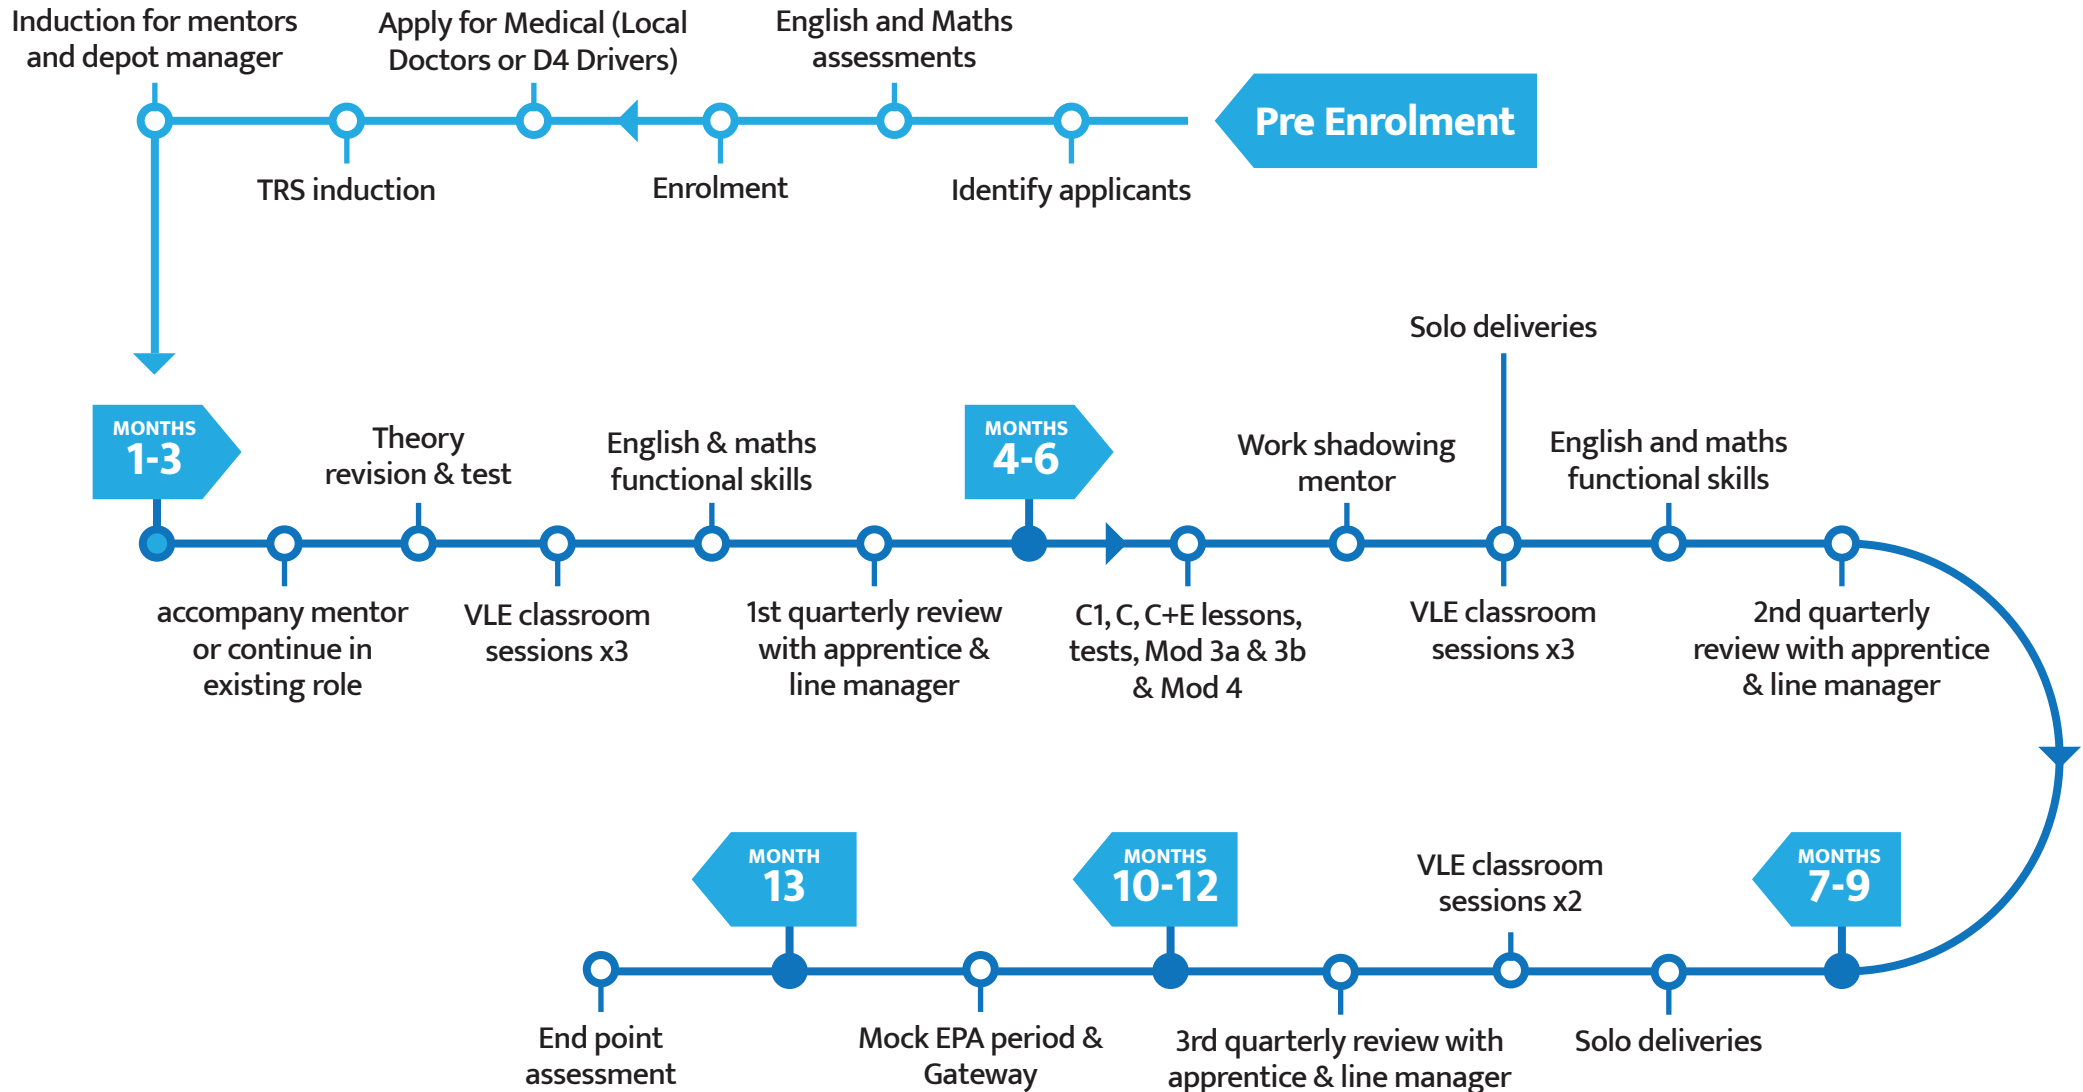 Pre Enrolment
Identify applicants
English and Maths
assessments
Enrolment
Apply for Medical (Local
Doctors or D4 Drivers)
TRS induction
Induction for mentors
and depot manager
MONTHS
1-3
accompany mentor
or continue in
existing role
Theory
revision & test
VLE classroom
sessions x3
English & maths
functional skills
1st quarterly review
with apprentice &
line manager
MONTHS
4-6
C1, C, C+E lessons,
tests, Mod 3a & 3b
& Mod 4
Work shadowing
mentor
Solo deliveries
VLE classroom
sessions x3
English and maths
functional skills
2nd quarterly
review with apprentice
& line manager
MONTHS
7-9
Solo deliveries
VLE classroom
sessions x2
3rd quarterly review with
apprentice & line manager
MONTHS
10-12
Mock EPA period &
Gateway
MONTH
13
End point
assessment